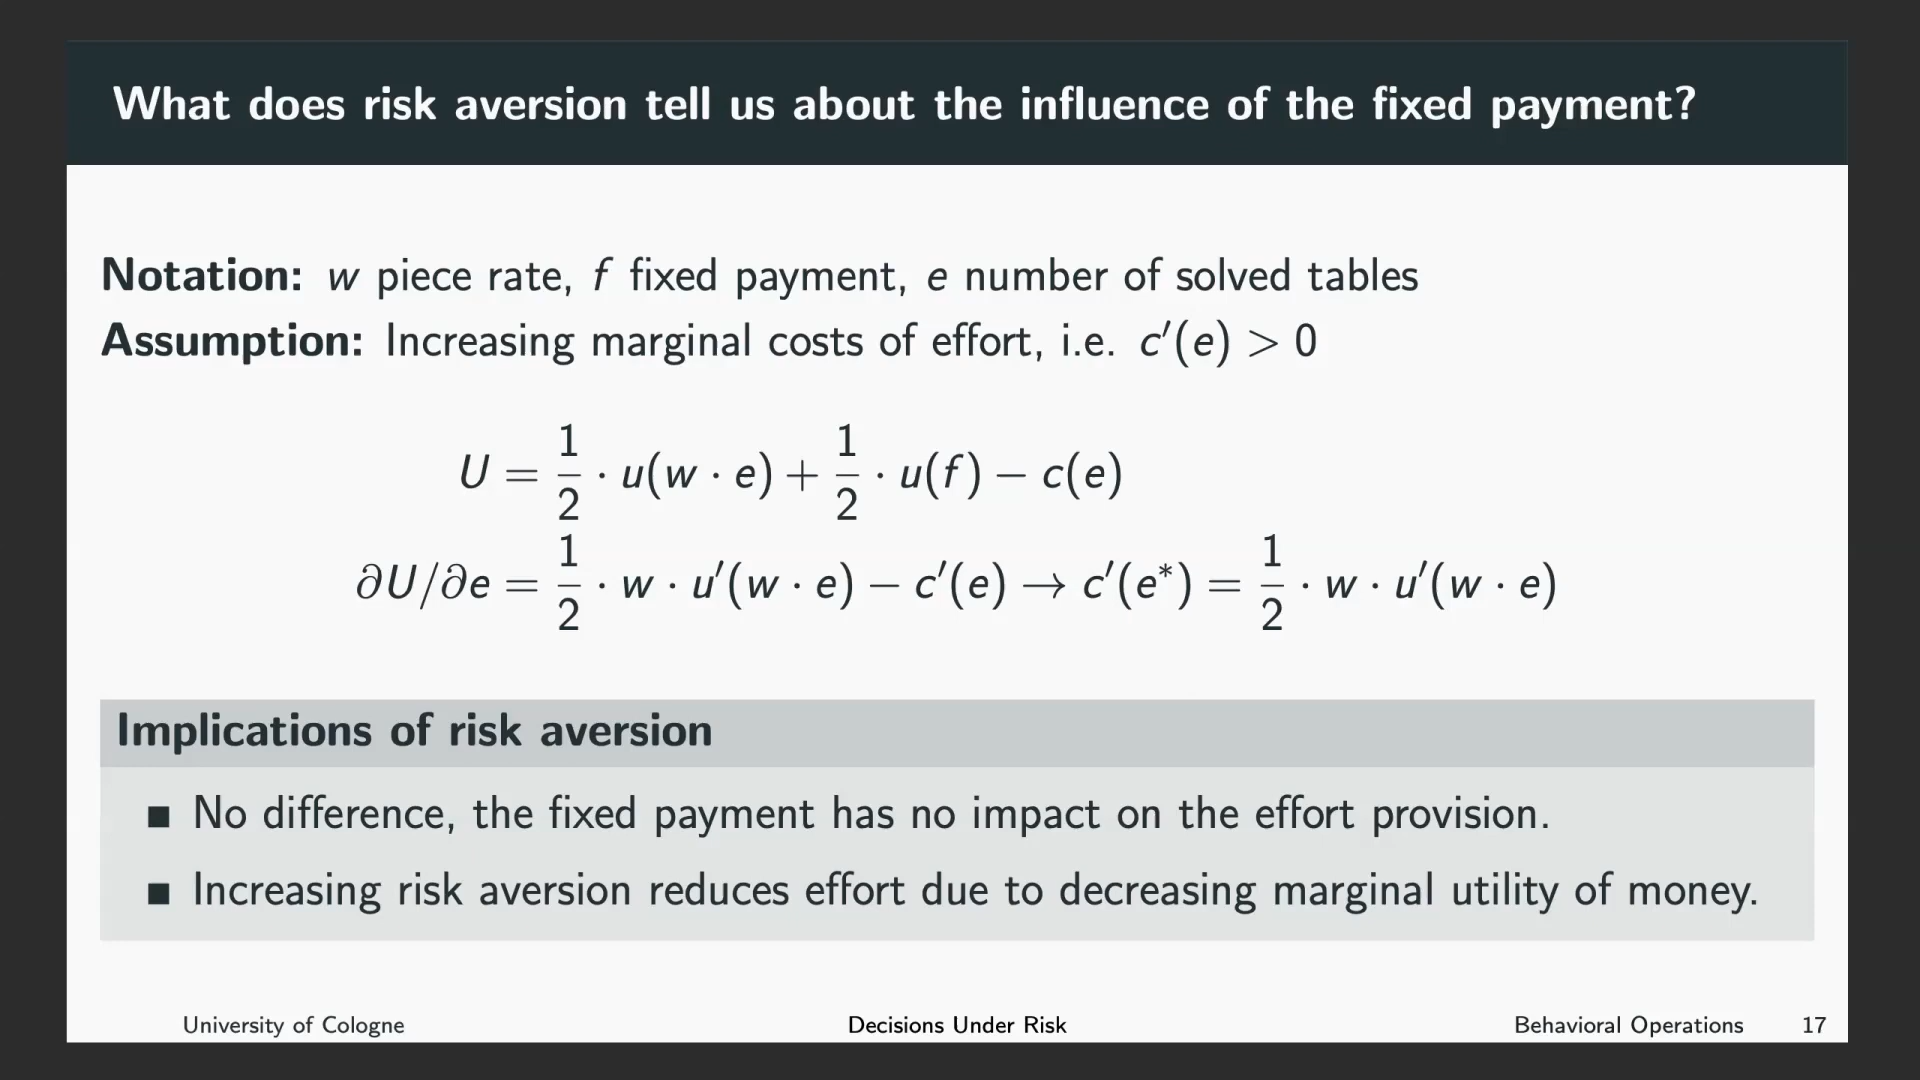 What does risk aversion tell us about the influence of the fixed payment?
Notation: w piece rate, f fixed payment, e number of solved tables
Assumption: Increasing marginal costs of effort, i.e. c′(e) > 0
U = 1/2 · u(w · e) + 1/2 · u(f) − c(e)
∂U/∂e = 1/2 · w · u′(w · e) − c′(e) → c′(e*) = 1/2 · w · u′(w · e)
Implications of risk aversion
■ No difference, the fixed payment has no impact on the effort provision.
■ Increasing risk aversion reduces effort due to decreasing marginal utility of money.
University of Cologne Decisions Under Risk Behavioral Operations 17